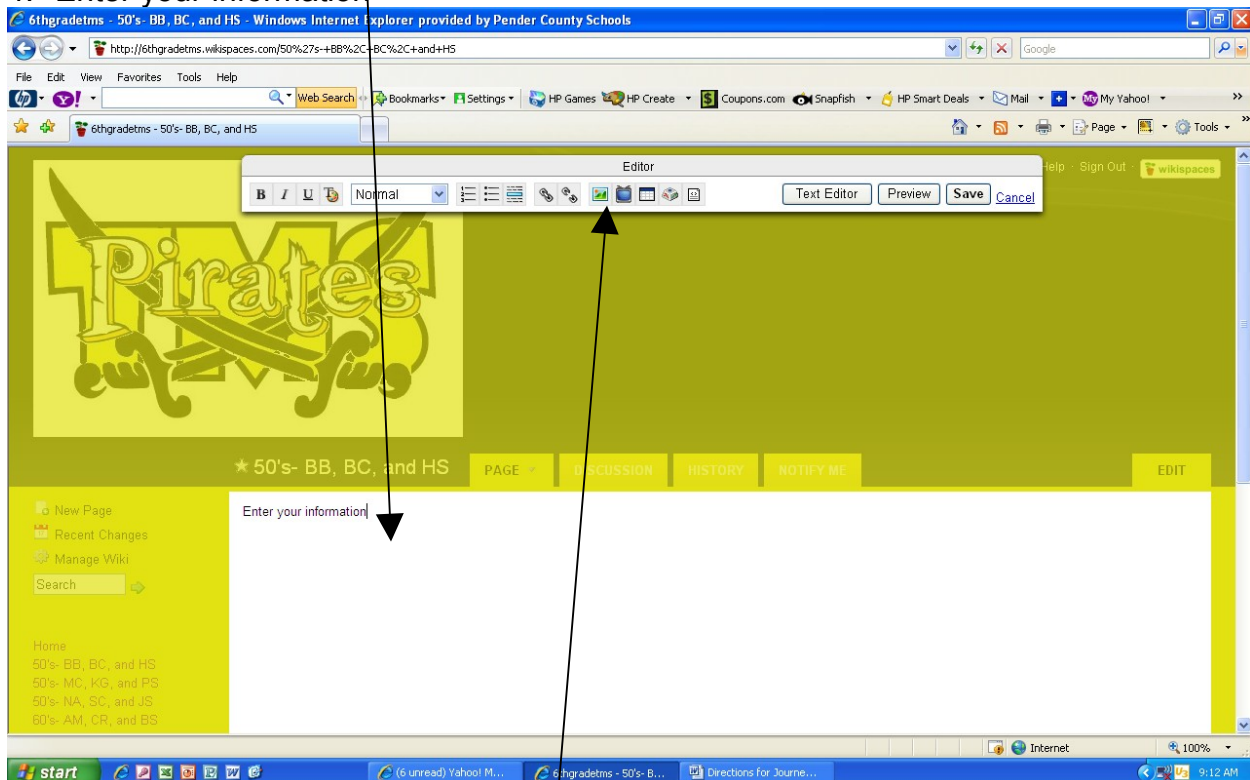 4. Enter your information
6thgradetms - 50's- BB, BC, and HS - Windows Internet Explorer provided by Pender County Schools
http://6thgradetms.wikispaces.com/50%27s-+BB%2C+BC%2C+and+HS
Google
File Edit View Favorites Tools Help
Y! Web Search Bookmarks Settings HP Games HP Create $ Coupons.com Snapfish HP Smart Deals Mail My Yahoo! »
6thgradetms - 50's- BB, BC, and HS Page Tools »
Editor
Help · Sign Out · wikispaces
B I U Normal Text Editor Preview Save Cancel
TMS
Pirates
50's- BB, BC, and HS PAGE DISCUSSION HISTORY NOTIFY ME EDIT
New Page
Enter your information
Recent Changes
Manage Wiki
Search
Home
50's- BB, BC, and HS
50's- MC, KG, and PS
50's- NA, SC, and JS
60's- AM, CR, and BS
Internet 100%
start (6 unread) Yahoo! M... 6thgradetms - 50's- B... Directions for Journe... 9:12 AM